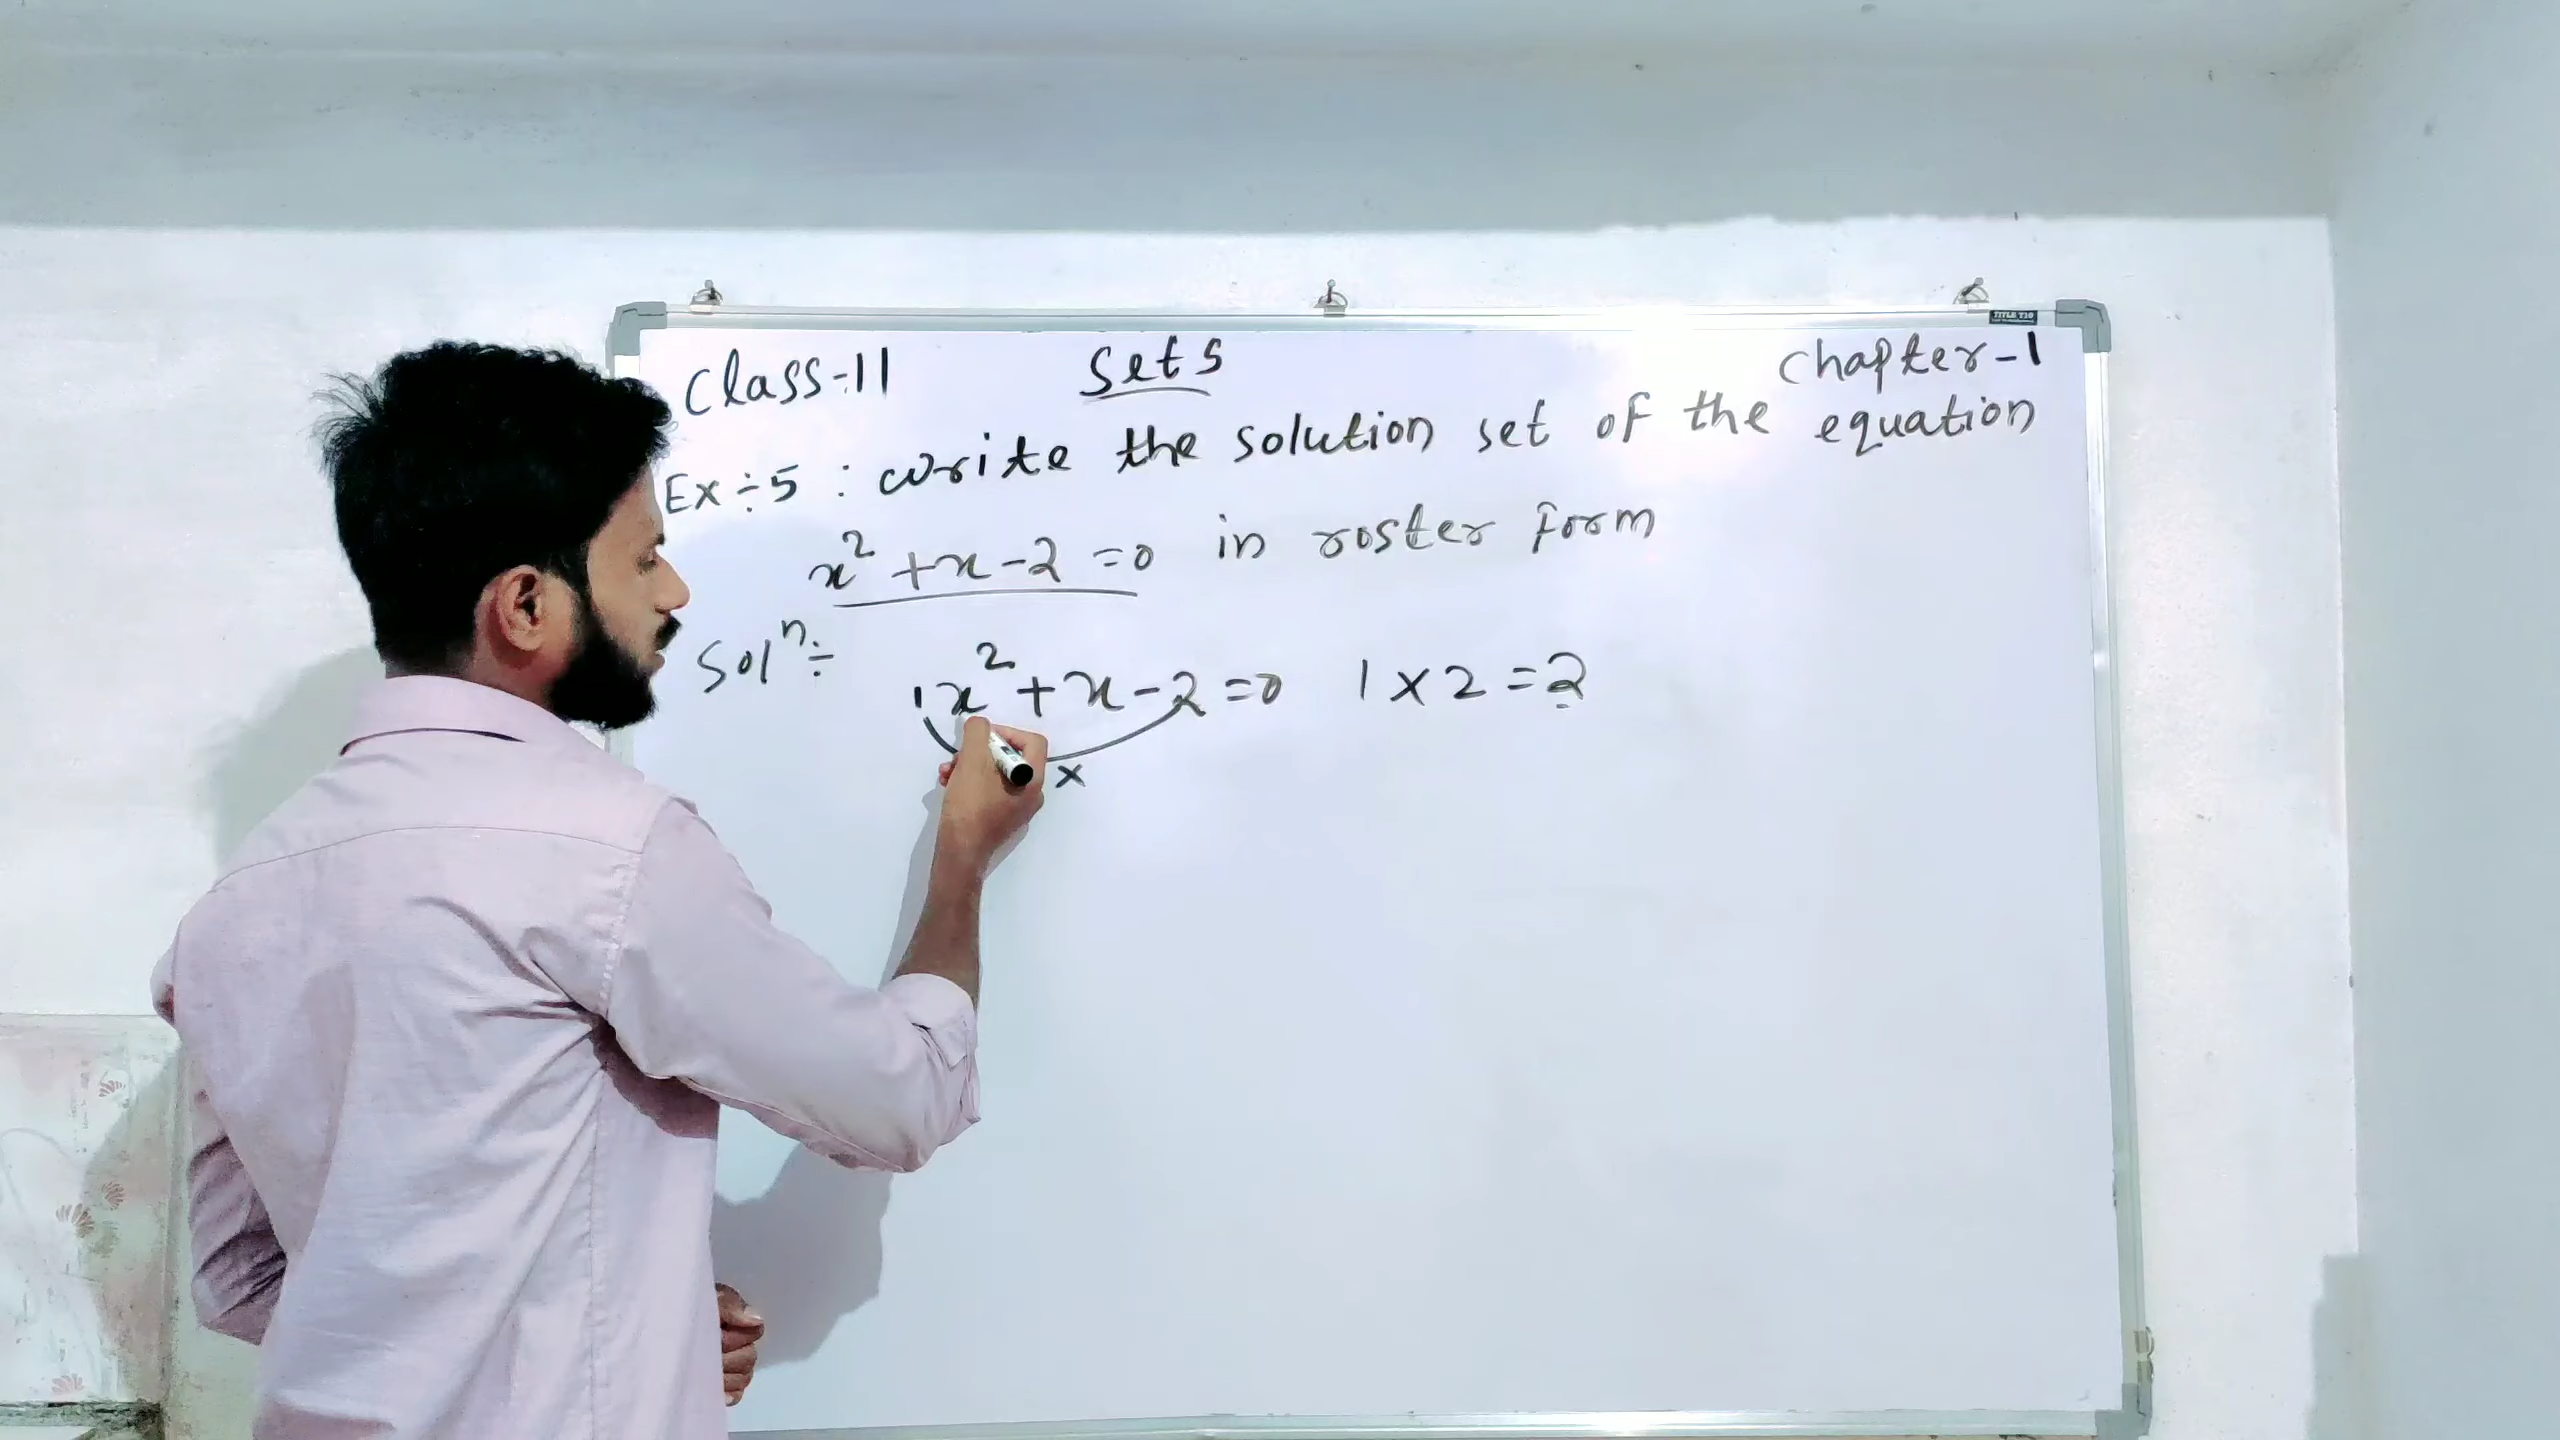 Class-11 Sets Chapter-1
Ex÷5 : write the solution set of the equation
x² +x-2 =0 in roster form
Solⁿ÷
1x²+x-2=0 1×2=2
×